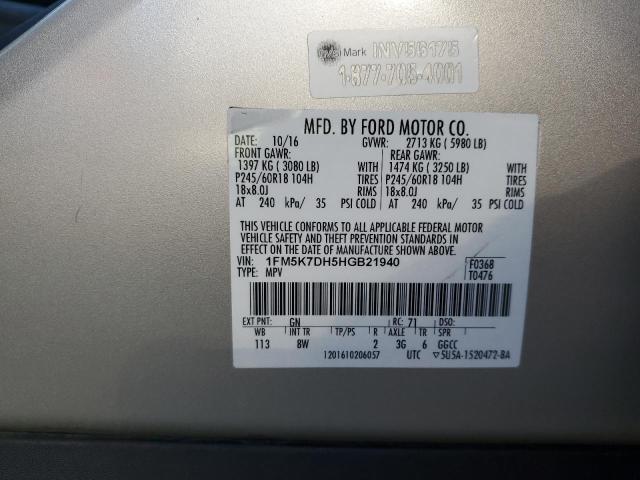 Mark INV56175
1-877-705-4001
MFD. BY FORD MOTOR CO.
DATE: 10/16 GVWR: 2713 KG ( 5980 LB)
FRONT GAWR: REAR GAWR:
1397 KG ( 3080 LB) WITH 1474 KG ( 3250 LB) WITH
P245/60R18 104H TIRES P245/60R18 104H TIRES
18x8.0J RIMS 18x8.0J RIMS
AT 240 kPa/ 35 PSI COLD AT 240 kPa/ 35 PSI COLD
THIS VEHICLE CONFORMS TO ALL APPLICABLE FEDERAL MOTOR
VEHICLE SAFETY AND THEFT PREVENTION STANDARDS IN
EFFECT ON THE DATE OF MANUFACTURE SHOWN ABOVE.
VIN: 1FM5K7DH5HGB21940 F0368
TYPE: MPV T0476
EXT PNT: GN RC: 71 DSO:
WB INT TR TP/PS R AXLE TR SPR
113 8W 2 3G 6 GGCC
1201610206057 UTC ▽5U5A-1520472-BA